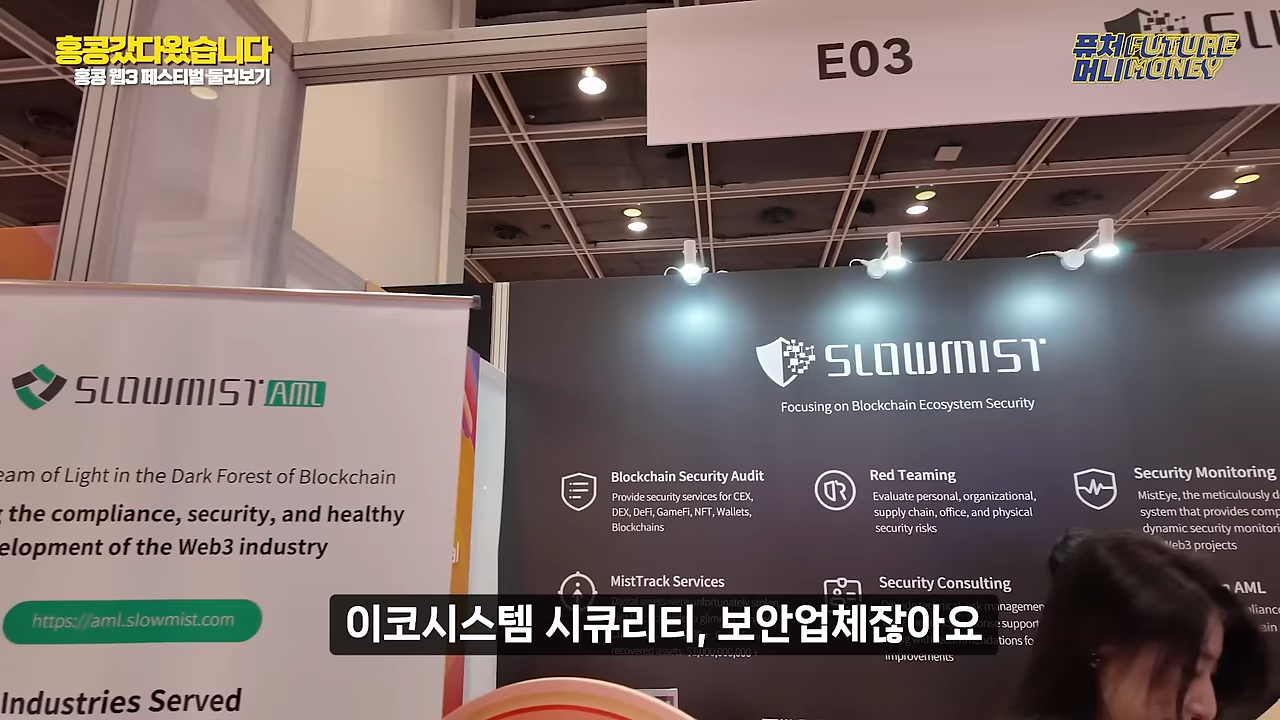 홍콩갔다왔습니다
홍콩 웹3 페스티벌 둘러보기
퓨처 FUTURE
머니 MONEY
E03
SLOWMIST AML
eam of Light in the Dark Forest of Blockchain
the compliance, security, and healthy
elopment of the Web3 industry
https://aml.slowmist.com
Industries Served
SLOWMIST
Focusing on Blockchain Ecosystem Security
Blockchain Security Audit
Provide security services for CEX,
DEX, DeFi, GameFi, NFT, Wallets,
Blockchains
Red Teaming
Evaluate personal, organizational,
supply chain, office, and physical
security risks
Security Monitoring
MistEye, the meticulously d
system that provides comp
dynamic security monitori
Web3 projects
MistTrack Services
Security Consulting
AML
improvements
이코시스템 시큐리티, 보안업체잖아요